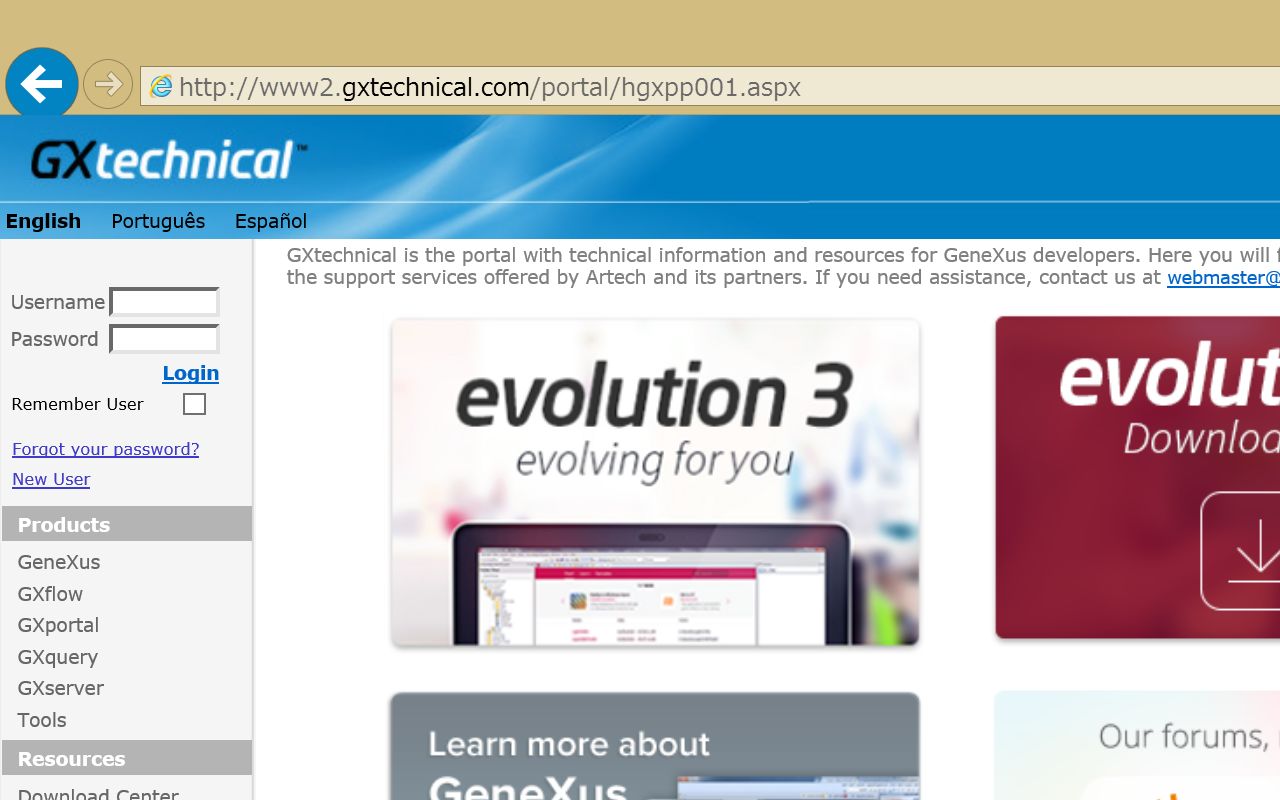 http://www2.gxtechnical.com/portal/hgxpp001.aspx
GXtechnical™
English Português Español
GXtechnical is the portal with technical information and resources for GeneXus developers. Here you will
the support services offered by Artech and its partners. If you need assistance, contact us at webmaster@
Username
Password
Login
Remember User
Forgot your password?
New User
Products
GeneXus
GXflow
GXportal
GXquery
GXserver
Tools
Resources
Download Center
evolution 3
evolving for you
evolut
Downloa
Learn more about
GeneXus
Our forums,